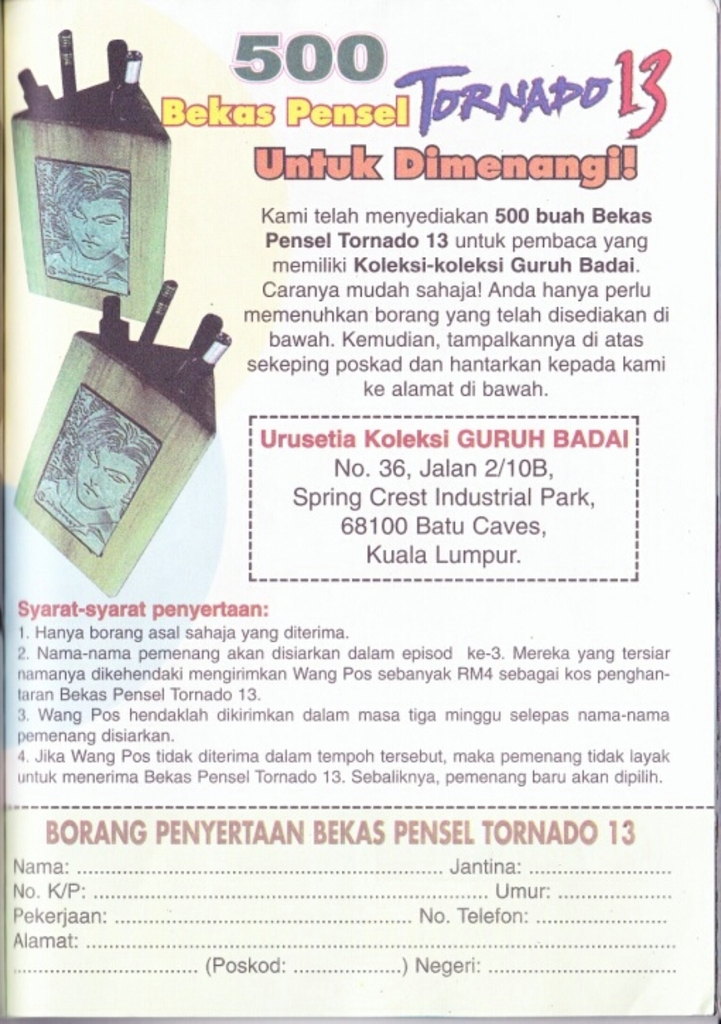 500
Bekas Pensel TORNADO 13
Untuk Dimenangi!
Kami telah menyediakan 500 buah Bekas
Pensel Tornado 13 untuk pembaca yang
memiliki Koleksi-koleksi Guruh Badai.
Caranya mudah sahaja! Anda hanya perlu
memenuhkan borang yang telah disediakan di
bawah. Kemudian, tampalkannya di atas
sekeping poskad dan hantarkan kepada kami
ke alamat di bawah.
Urusetia Koleksi GURUH BADAI
No. 36, Jalan 2/10B,
Spring Crest Industrial Park,
68100 Batu Caves,
Kuala Lumpur.
Syarat-syarat penyertaan:
1. Hanya borang asal sahaja yang diterima.
2. Nama-nama pemenang akan disiarkan dalam episod ke-3. Mereka yang tersiar
namanya dikehendaki mengirimkan Wang Pos sebanyak RM4 sebagai kos penghan-
taran Bekas Pensel Tornado 13.
3. Wang Pos hendaklah dikirimkan dalam masa tiga minggu selepas nama-nama
pemenang disiarkan.
4. Jika Wang Pos tidak diterima dalam tempoh tersebut, maka pemenang tidak layak
untuk menerima Bekas Pensel Tornado 13. Sebaliknya, pemenang baru akan dipilih.
BORANG PENYERTAAN BEKAS PENSEL TORNADO 13
Nama: ................................................................ Jantina: .........................
No. K/P: ...................................................................... Umur: ....................
Pekerjaan: .................................................... No. Telefon: .......................
Alamat: .......................................................................................................
................................ (Poskod: ...................) Negeri: .................................